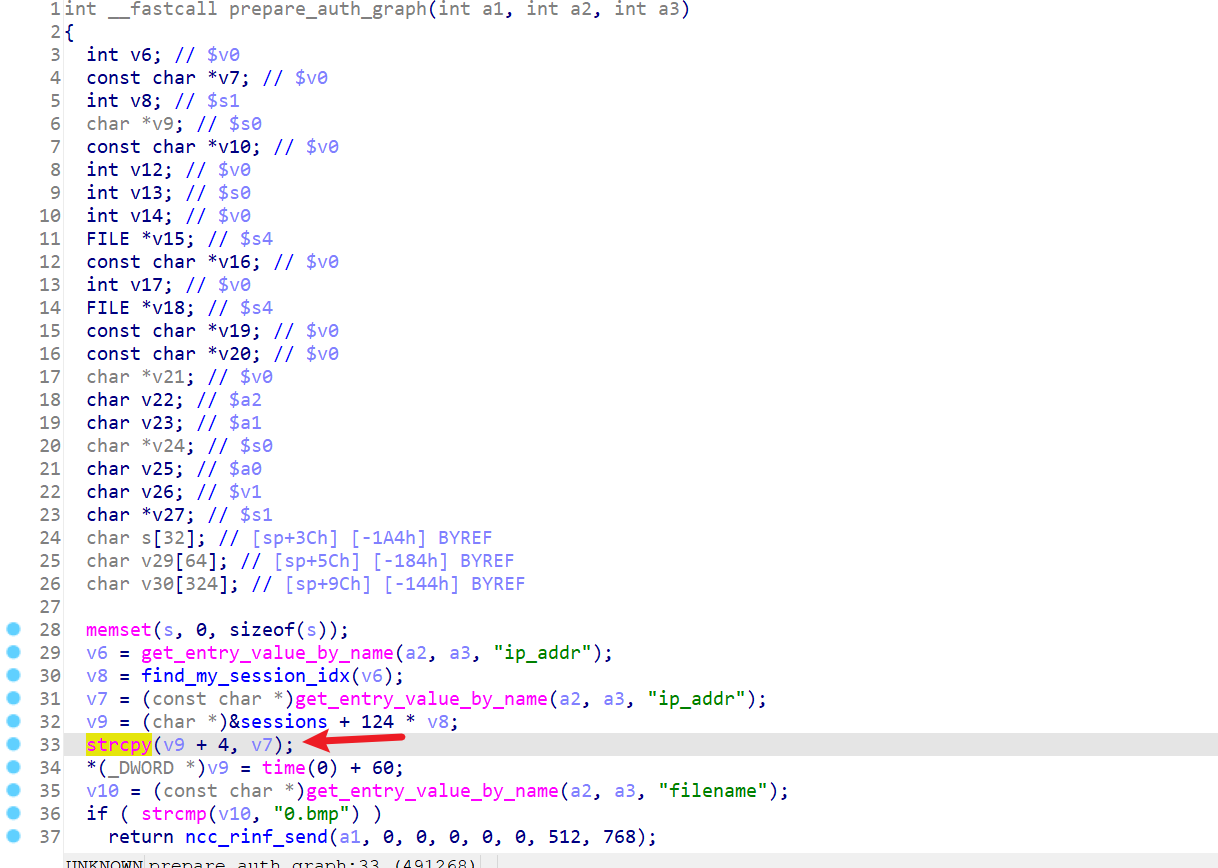 1 int __fastcall prepare_auth_graph(int a1, int a2, int a3)
2 {
3 int v6; // $v0
4 const char *v7; // $v0
5 int v8; // $s1
6 char *v9; // $s0
7 const char *v10; // $v0
8 int v12; // $v0
9 int v13; // $s0
10 int v14; // $v0
11 FILE *v15; // $s4
12 const char *v16; // $v0
13 int v17; // $v0
14 FILE *v18; // $s4
15 const char *v19; // $v0
16 const char *v20; // $v0
17 char *v21; // $v0
18 char v22; // $a2
19 char v23; // $a1
20 char *v24; // $s0
21 char v25; // $a0
22 char v26; // $v1
23 char *v27; // $s1
24 char s[32]; // [sp+3Ch] [-1A4h] BYREF
25 char v29[64]; // [sp+5Ch] [-184h] BYREF
26 char v30[324]; // [sp+9Ch] [-144h] BYREF
27
28 memset(s, 0, sizeof(s));
29 v6 = get_entry_value_by_name(a2, a3, "ip_addr");
30 v8 = find_my_session_idx(v6);
31 v7 = (const char *)get_entry_value_by_name(a2, a3, "ip_addr");
32 v9 = (char *)&sessions + 124 * v8;
33 strcpy(v9 + 4, v7);
34 *(_DWORD *)v9 = time(0) + 60;
35 v10 = (const char *)get_entry_value_by_name(a2, a3, "filename");
36 if ( strcmp(v10, "0.bmp") )
37 return ncc_rinf_send(a1, 0, 0, 0, 0, 0, 512, 768);
UNKNOWN prepare_auth_graph:33 (491268)